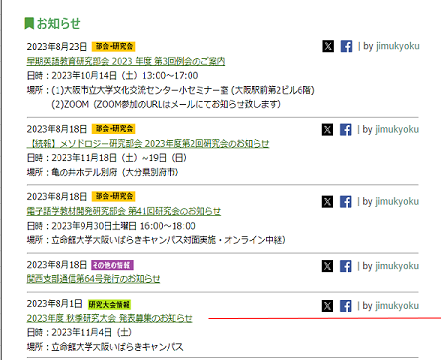 お知らせ
2023年8月23日 部会・研究会 | by jimukyoku
早期英語教育研究部会 2023 年度 第3回例会のご案内
日時：2023年10月14日（土）13:00～17:00
場所：(1)大阪市立大学文化交流センター小セミナー室 (大阪駅前第2ビル6階)
(2)ZOOM（ZOOM参加のURLはメールにてお知らせ致します）
2023年8月18日 部会・研究会 | by jimukyoku
【続報】メソドロジー研究部会 2023年度第2回研究会のお知らせ
日時：2023年11月18日（土）~19日（日）
場所：亀の井ホテル別府（大分県別府市）
2023年8月18日 部会・研究会 | by jimukyoku
電子語学教材開発研究部会 第41回研究会のお知らせ
日時：2023年9月30日土曜日 16:00－18:00
場所：立命館大学大阪いばらきキャンパス対面実施・オンライン中継）
2023年8月18日 その他の情報 | by jimukyoku
関西支部通信第64号発行のお知らせ
2023年8月1日 研究大会情報 | by jimukyoku
2023年度 秋季研究大会 発表募集のお知らせ
日時：2023年11月4日（土）
場所：立命館大学大阪いばらきキャンパス